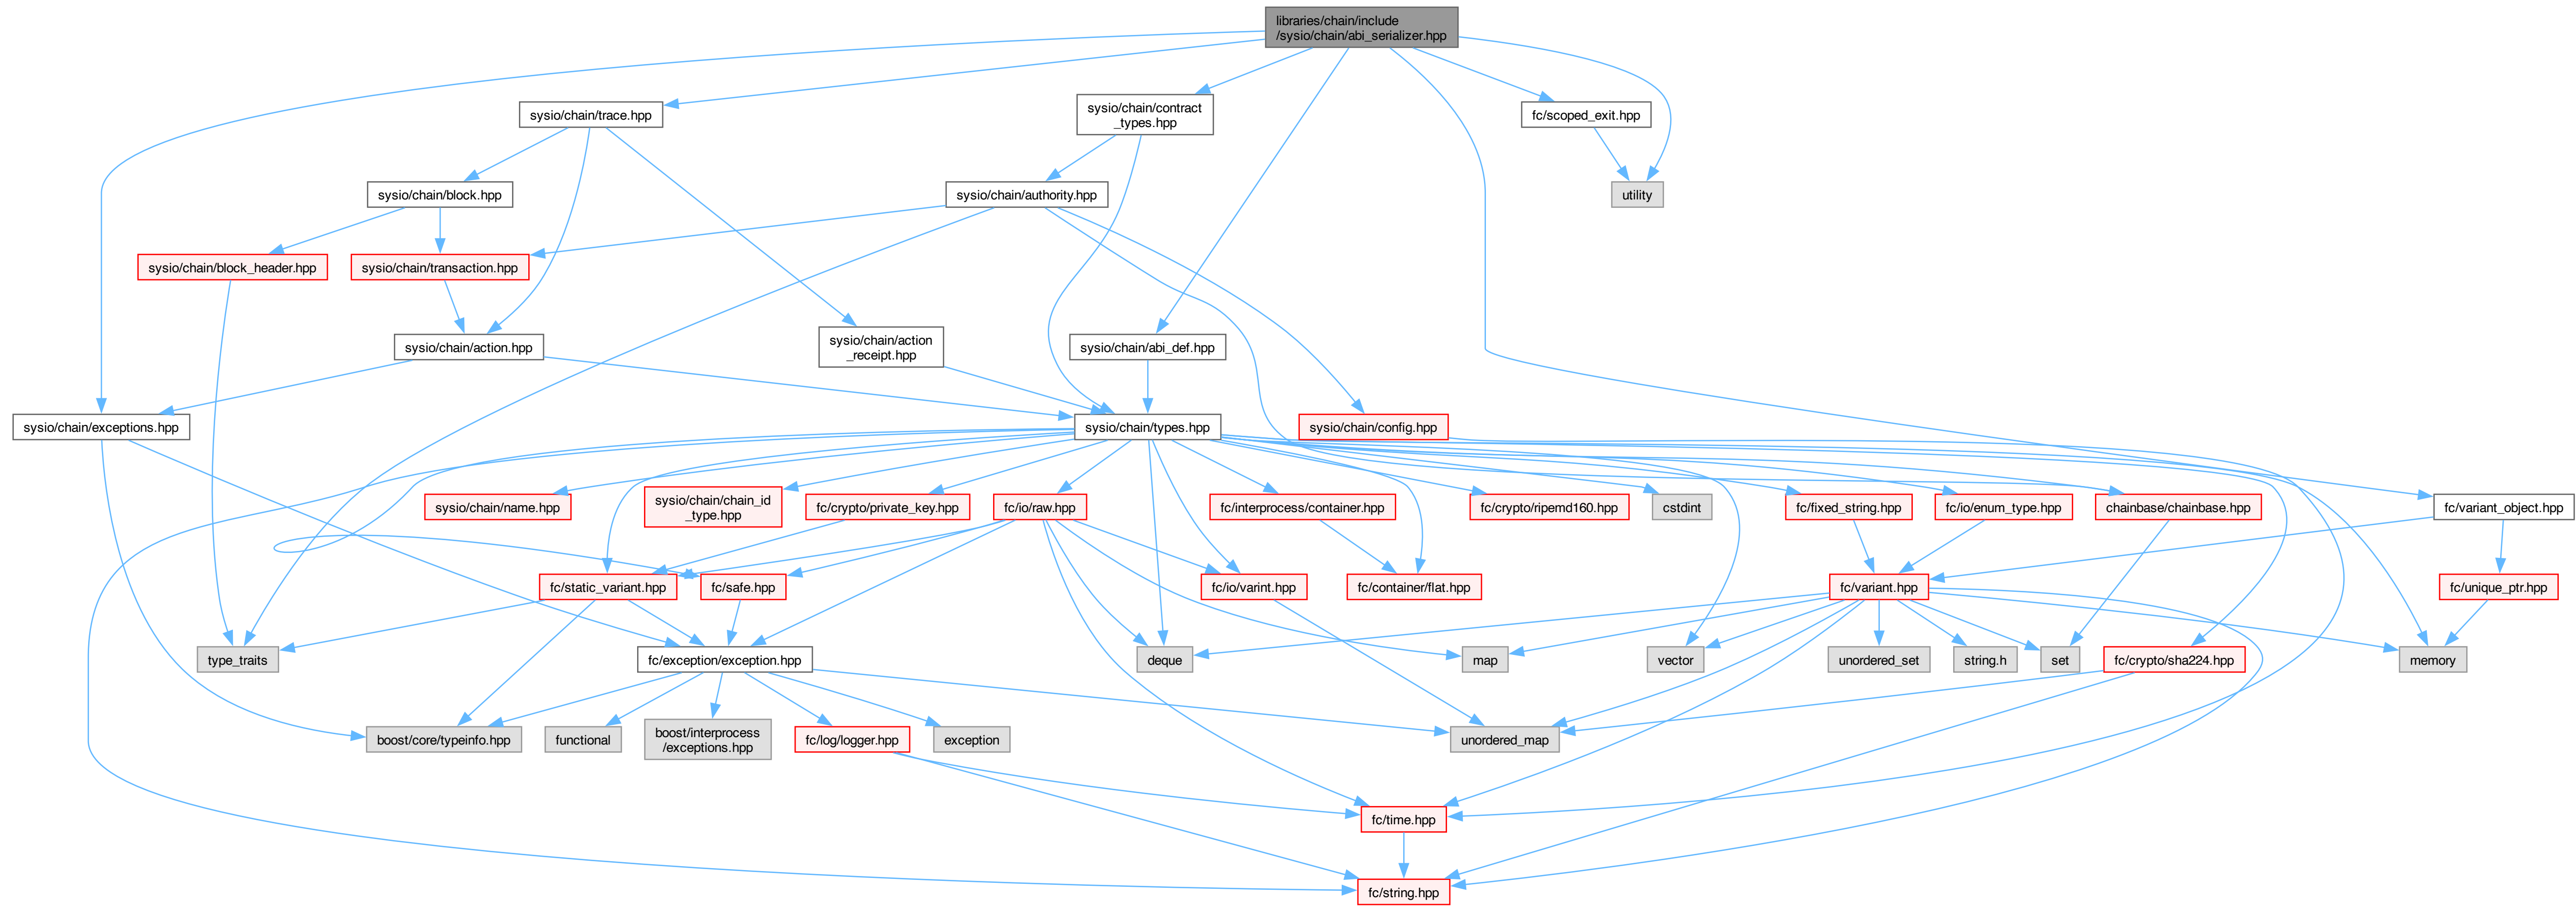 libraries/chain/include
/sysio/chain/abi_serializer.hpp
sysio/chain/trace.hpp
sysio/chain/contract
_types.hpp
fc/scoped_exit.hpp
sysio/chain/block.hpp
sysio/chain/authority.hpp
utility
sysio/chain/block_header.hpp
sysio/chain/transaction.hpp
sysio/chain/action.hpp
sysio/chain/action
_receipt.hpp
sysio/chain/abi_def.hpp
sysio/chain/exceptions.hpp
sysio/chain/types.hpp
sysio/chain/config.hpp
sysio/chain/name.hpp
sysio/chain/chain_id
_type.hpp
fc/crypto/private_key.hpp
fc/io/raw.hpp
fc/interprocess/container.hpp
fc/crypto/ripemd160.hpp
cstdint
fc/fixed_string.hpp
fc/io/enum_type.hpp
chainbase/chainbase.hpp
fc/variant_object.hpp
fc/static_variant.hpp
fc/safe.hpp
fc/io/varint.hpp
fc/container/flat.hpp
fc/variant.hpp
fc/unique_ptr.hpp
type_traits
fc/exception/exception.hpp
deque
map
vector
unordered_set
string.h
set
fc/crypto/sha224.hpp
memory
boost/core/typeinfo.hpp
functional
boost/interprocess
/exceptions.hpp
fc/log/logger.hpp
exception
unordered_map
fc/time.hpp
fc/string.hpp